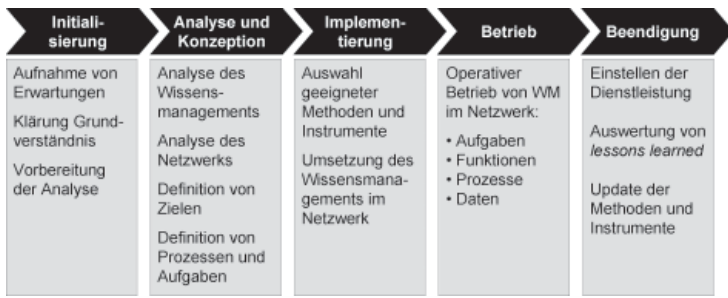 Initiali-
sierung
Analyse und
Konzeption
Implemen-
tierung
Betrieb
Beendigung
Aufnahme von
Erwartungen
Klärung Grund-
verständnis
Vorbereitung
der Analyse
Analyse des
Wissens-
managements
Analyse des
Netzwerks
Definition von
Zielen
Definition von
Prozessen und
Aufgaben
Auswahl
geeigneter
Methoden und
Instrumente
Umsetzung des
Wissensmana-
gements im
Netzwerk
Operativer
Betrieb von WM
im Netzwerk:
• Aufgaben
• Funktionen
• Prozesse
• Daten
Einstellen der
Dienstleistung
Auswertung von
lessons learned
Update der
Methoden und
Instrumente